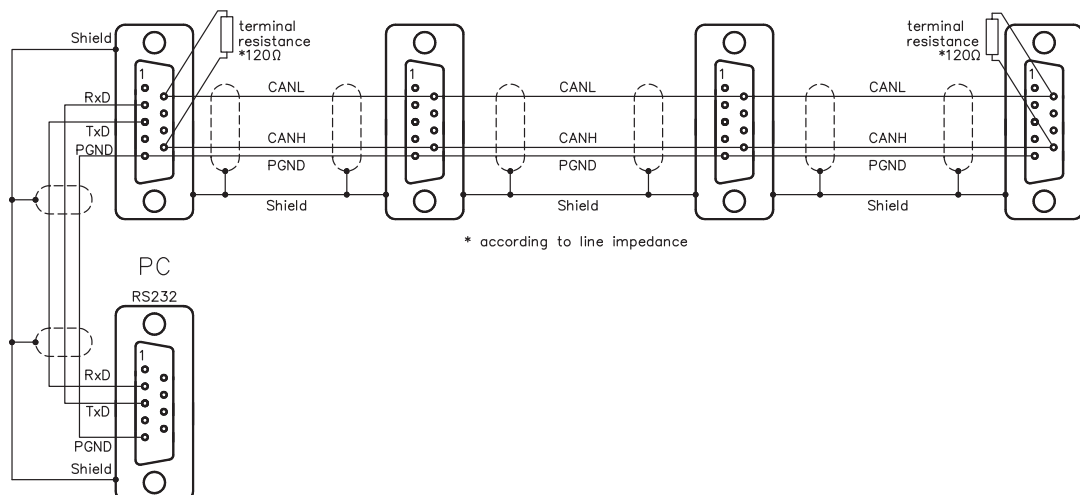 Shield
terminal
resistance
*120Ω
terminal
resistance
*120Ω
1
1
1
1
RxD
CANL
CANL
CANL
TxD
CANH
CANH
CANH
PGND
PGND
PGND
PGND
Shield
Shield
Shield
* according to line impedance
PC
RS232
1
RxD
TxD
PGND
Shield